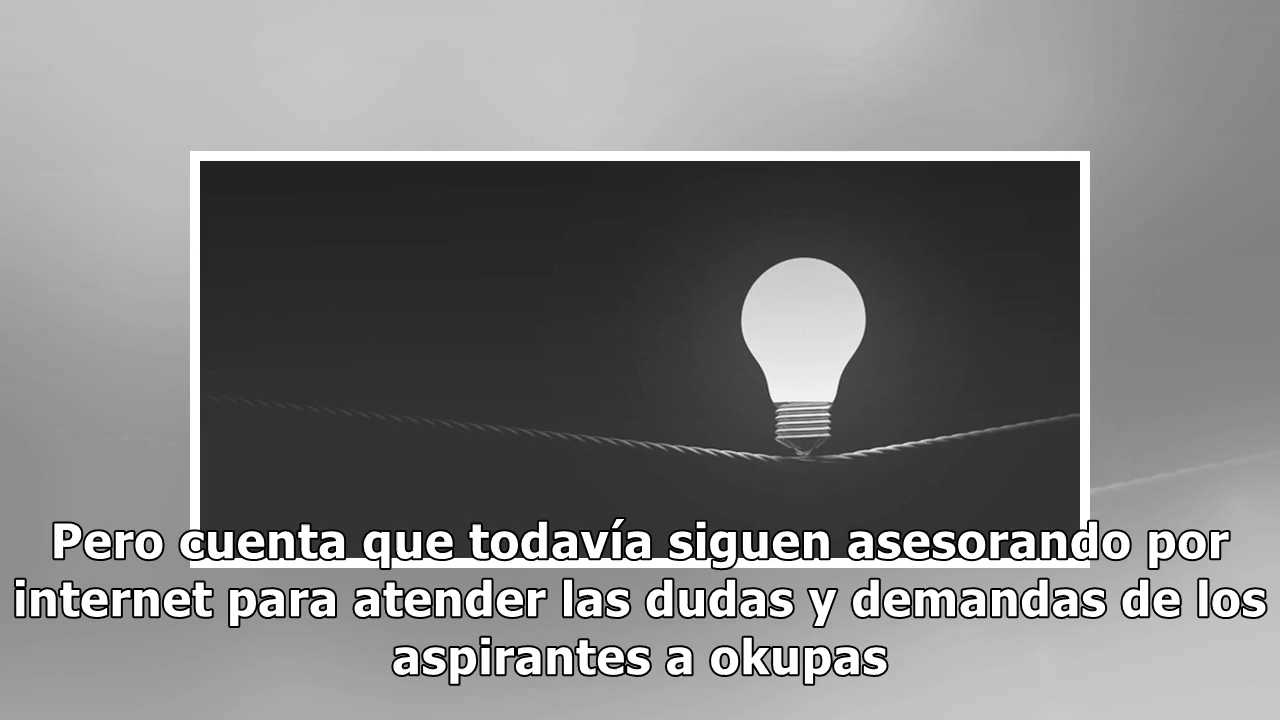 Pero cuenta que todavía siguen asesorando por
internet para atender las dudas y demandas de los
aspirantes a okupas